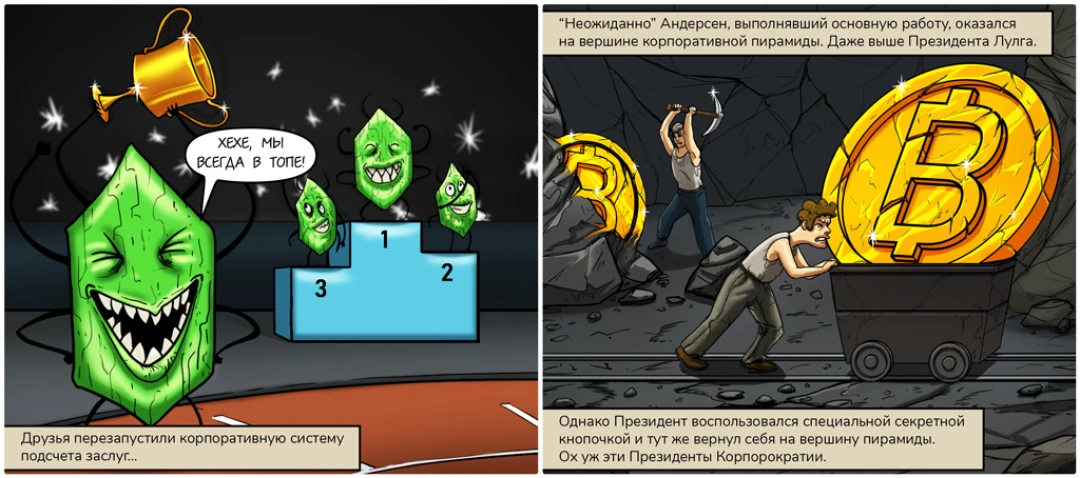 ХЕХЕ, МЫ
ВСЕГДА В ТОПЕ!
1
2
3
Друзья перезапустили корпоративную систему
подсчета заслуг...
“Неожиданно” Андерсен, выполнявший основную работу, оказался
на вершине корпоративной пирамиды. Даже выше Президента Лулга.
Однако Президент воспользовался специальной секретной
кнопочкой и тут же вернул себя на вершину пирамиды.
Ох уж эти Президенты Корпорократии.